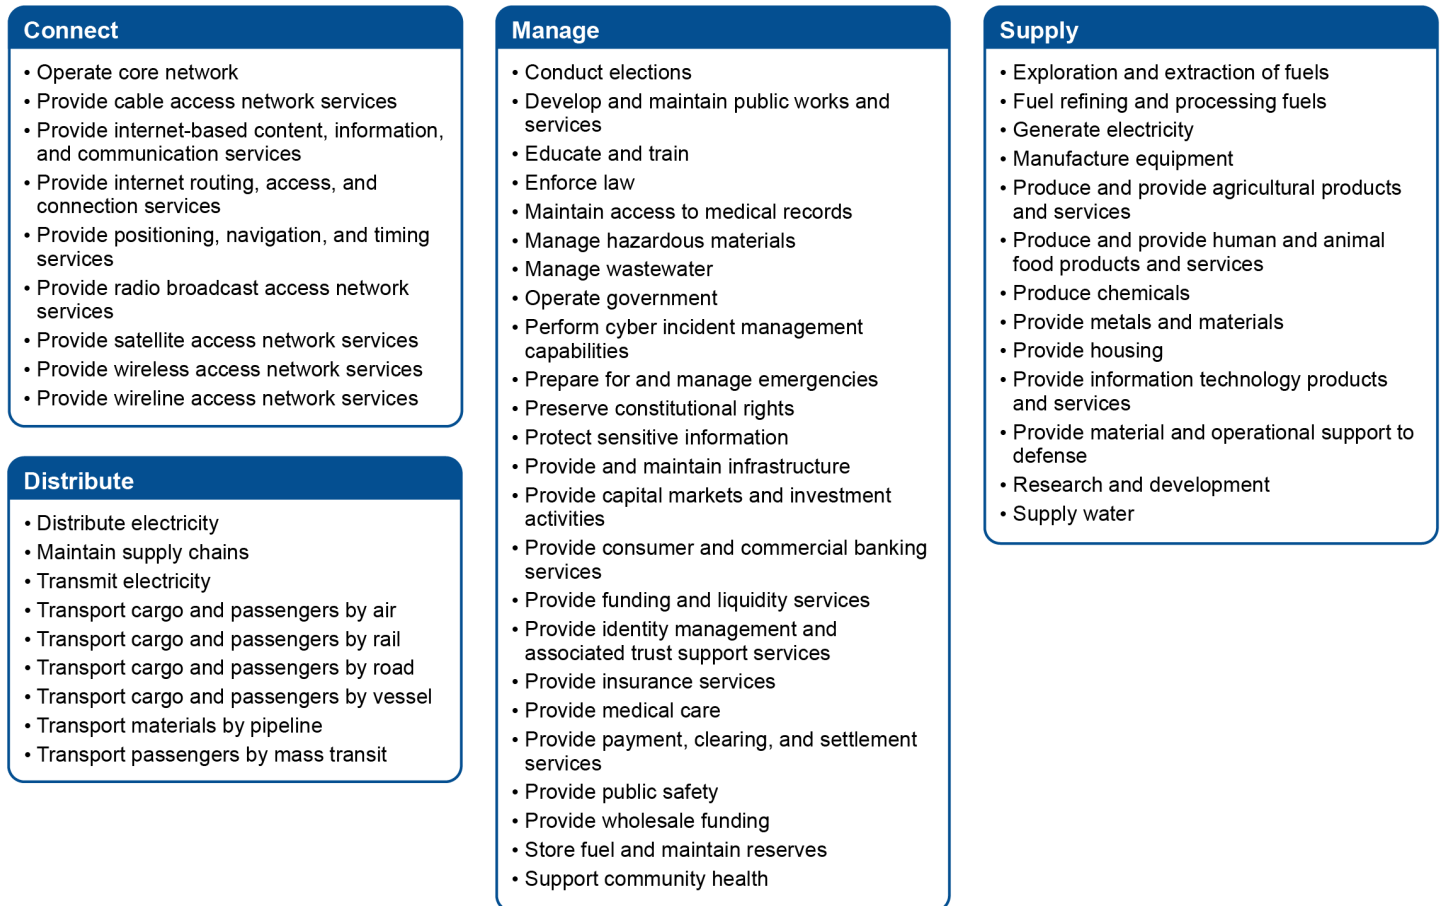 Connect
• Operate core network
• Provide cable access network services
• Provide internet-based content, information,
and communication services
• Provide internet routing, access, and
connection services
• Provide positioning, navigation, and timing
services
• Provide radio broadcast access network
services
• Provide satellite access network services
• Provide wireless access network services
• Provide wireline access network services
Distribute
• Distribute electricity
• Maintain supply chains
• Transmit electricity
• Transport cargo and passengers by air
• Transport cargo and passengers by rail
• Transport cargo and passengers by road
• Transport cargo and passengers by vessel
• Transport materials by pipeline
• Transport passengers by mass transit
Manage
• Conduct elections
• Develop and maintain public works and
services
• Educate and train
• Enforce law
• Maintain access to medical records
• Manage hazardous materials
• Manage wastewater
• Operate government
• Perform cyber incident management
capabilities
• Prepare for and manage emergencies
• Preserve constitutional rights
• Protect sensitive information
• Provide and maintain infrastructure
• Provide capital markets and investment
activities
• Provide consumer and commercial banking
services
• Provide funding and liquidity services
• Provide identity management and
associated trust support services
• Provide insurance services
• Provide medical care
• Provide payment, clearing, and settlement
services
• Provide public safety
• Provide wholesale funding
• Store fuel and maintain reserves
• Support community health
Supply
• Exploration and extraction of fuels
• Fuel refining and processing fuels
• Generate electricity
• Manufacture equipment
• Produce and provide agricultural products
and services
• Produce and provide human and animal
food products and services
• Produce chemicals
• Provide metals and materials
• Provide housing
• Provide information technology products
and services
• Provide material and operational support to
defense
• Research and development
• Supply water